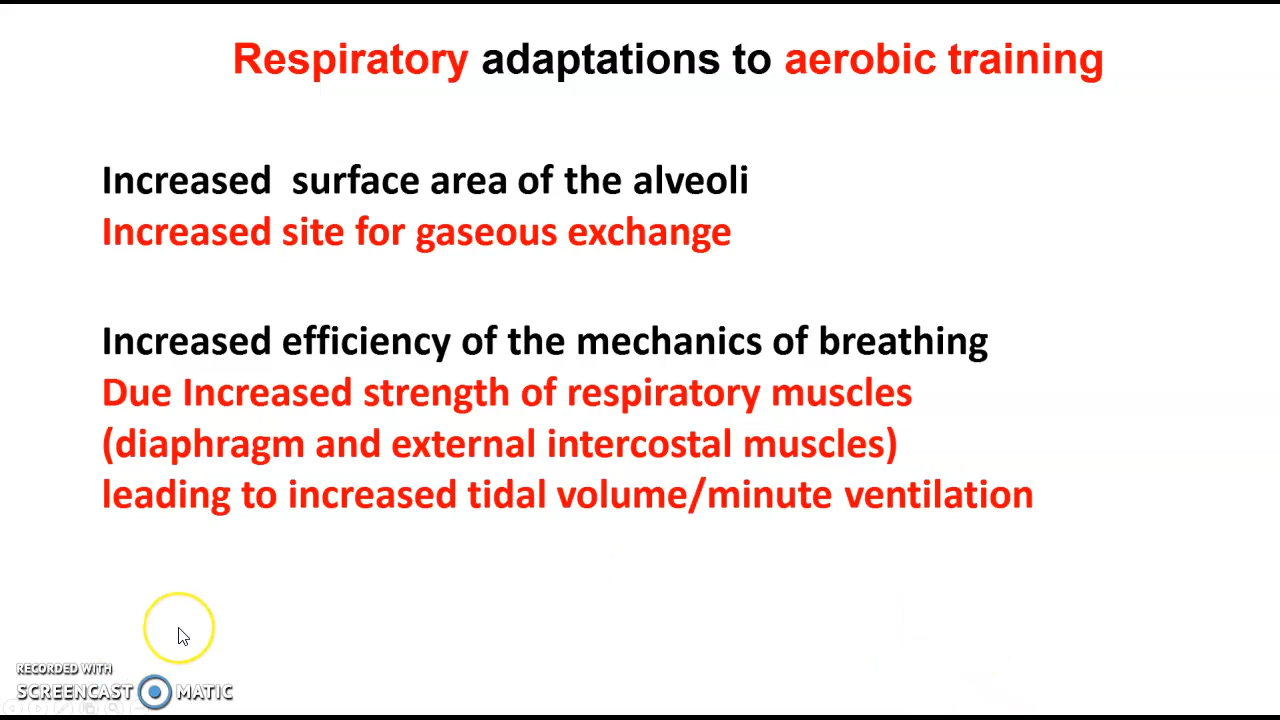 Respiratory adaptations to aerobic training
Increased surface area of the alveoli
Increased site for gaseous exchange
Increased efficiency of the mechanics of breathing
Due Increased strength of respiratory muscles
(diaphragm and external intercostal muscles)
leading to increased tidal volume/minute ventilation
RECORDED WITH
SCREENCAST MATIC